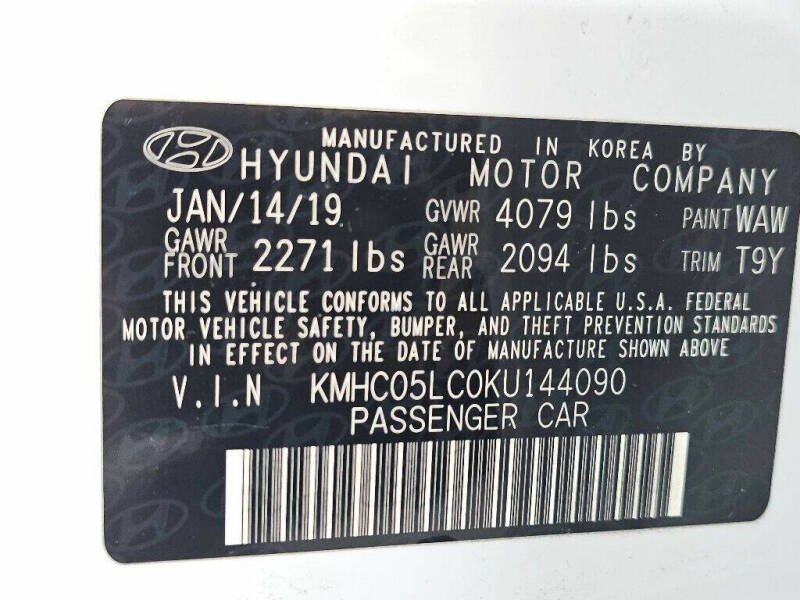 MANUFACTURED IN KOREA BY
HYUNDAI MOTOR COMPANY
JAN/14/19 GVWR 4079 lbs PAINT WAW
GAWR FRONT 2271 lbs GAWR REAR 2094 lbs TRIM T9Y
THIS VEHICLE CONFORMS TO ALL APPLICABLE U.S.A. FEDERAL
MOTOR VEHICLE SAFETY, BUMPER, AND THEFT PREVENTION STANDARDS
IN EFFECT ON THE DATE OF MANUFACTURE SHOWN ABOVE
V.I.N KMHC05LC0KU144090
PASSENGER CAR